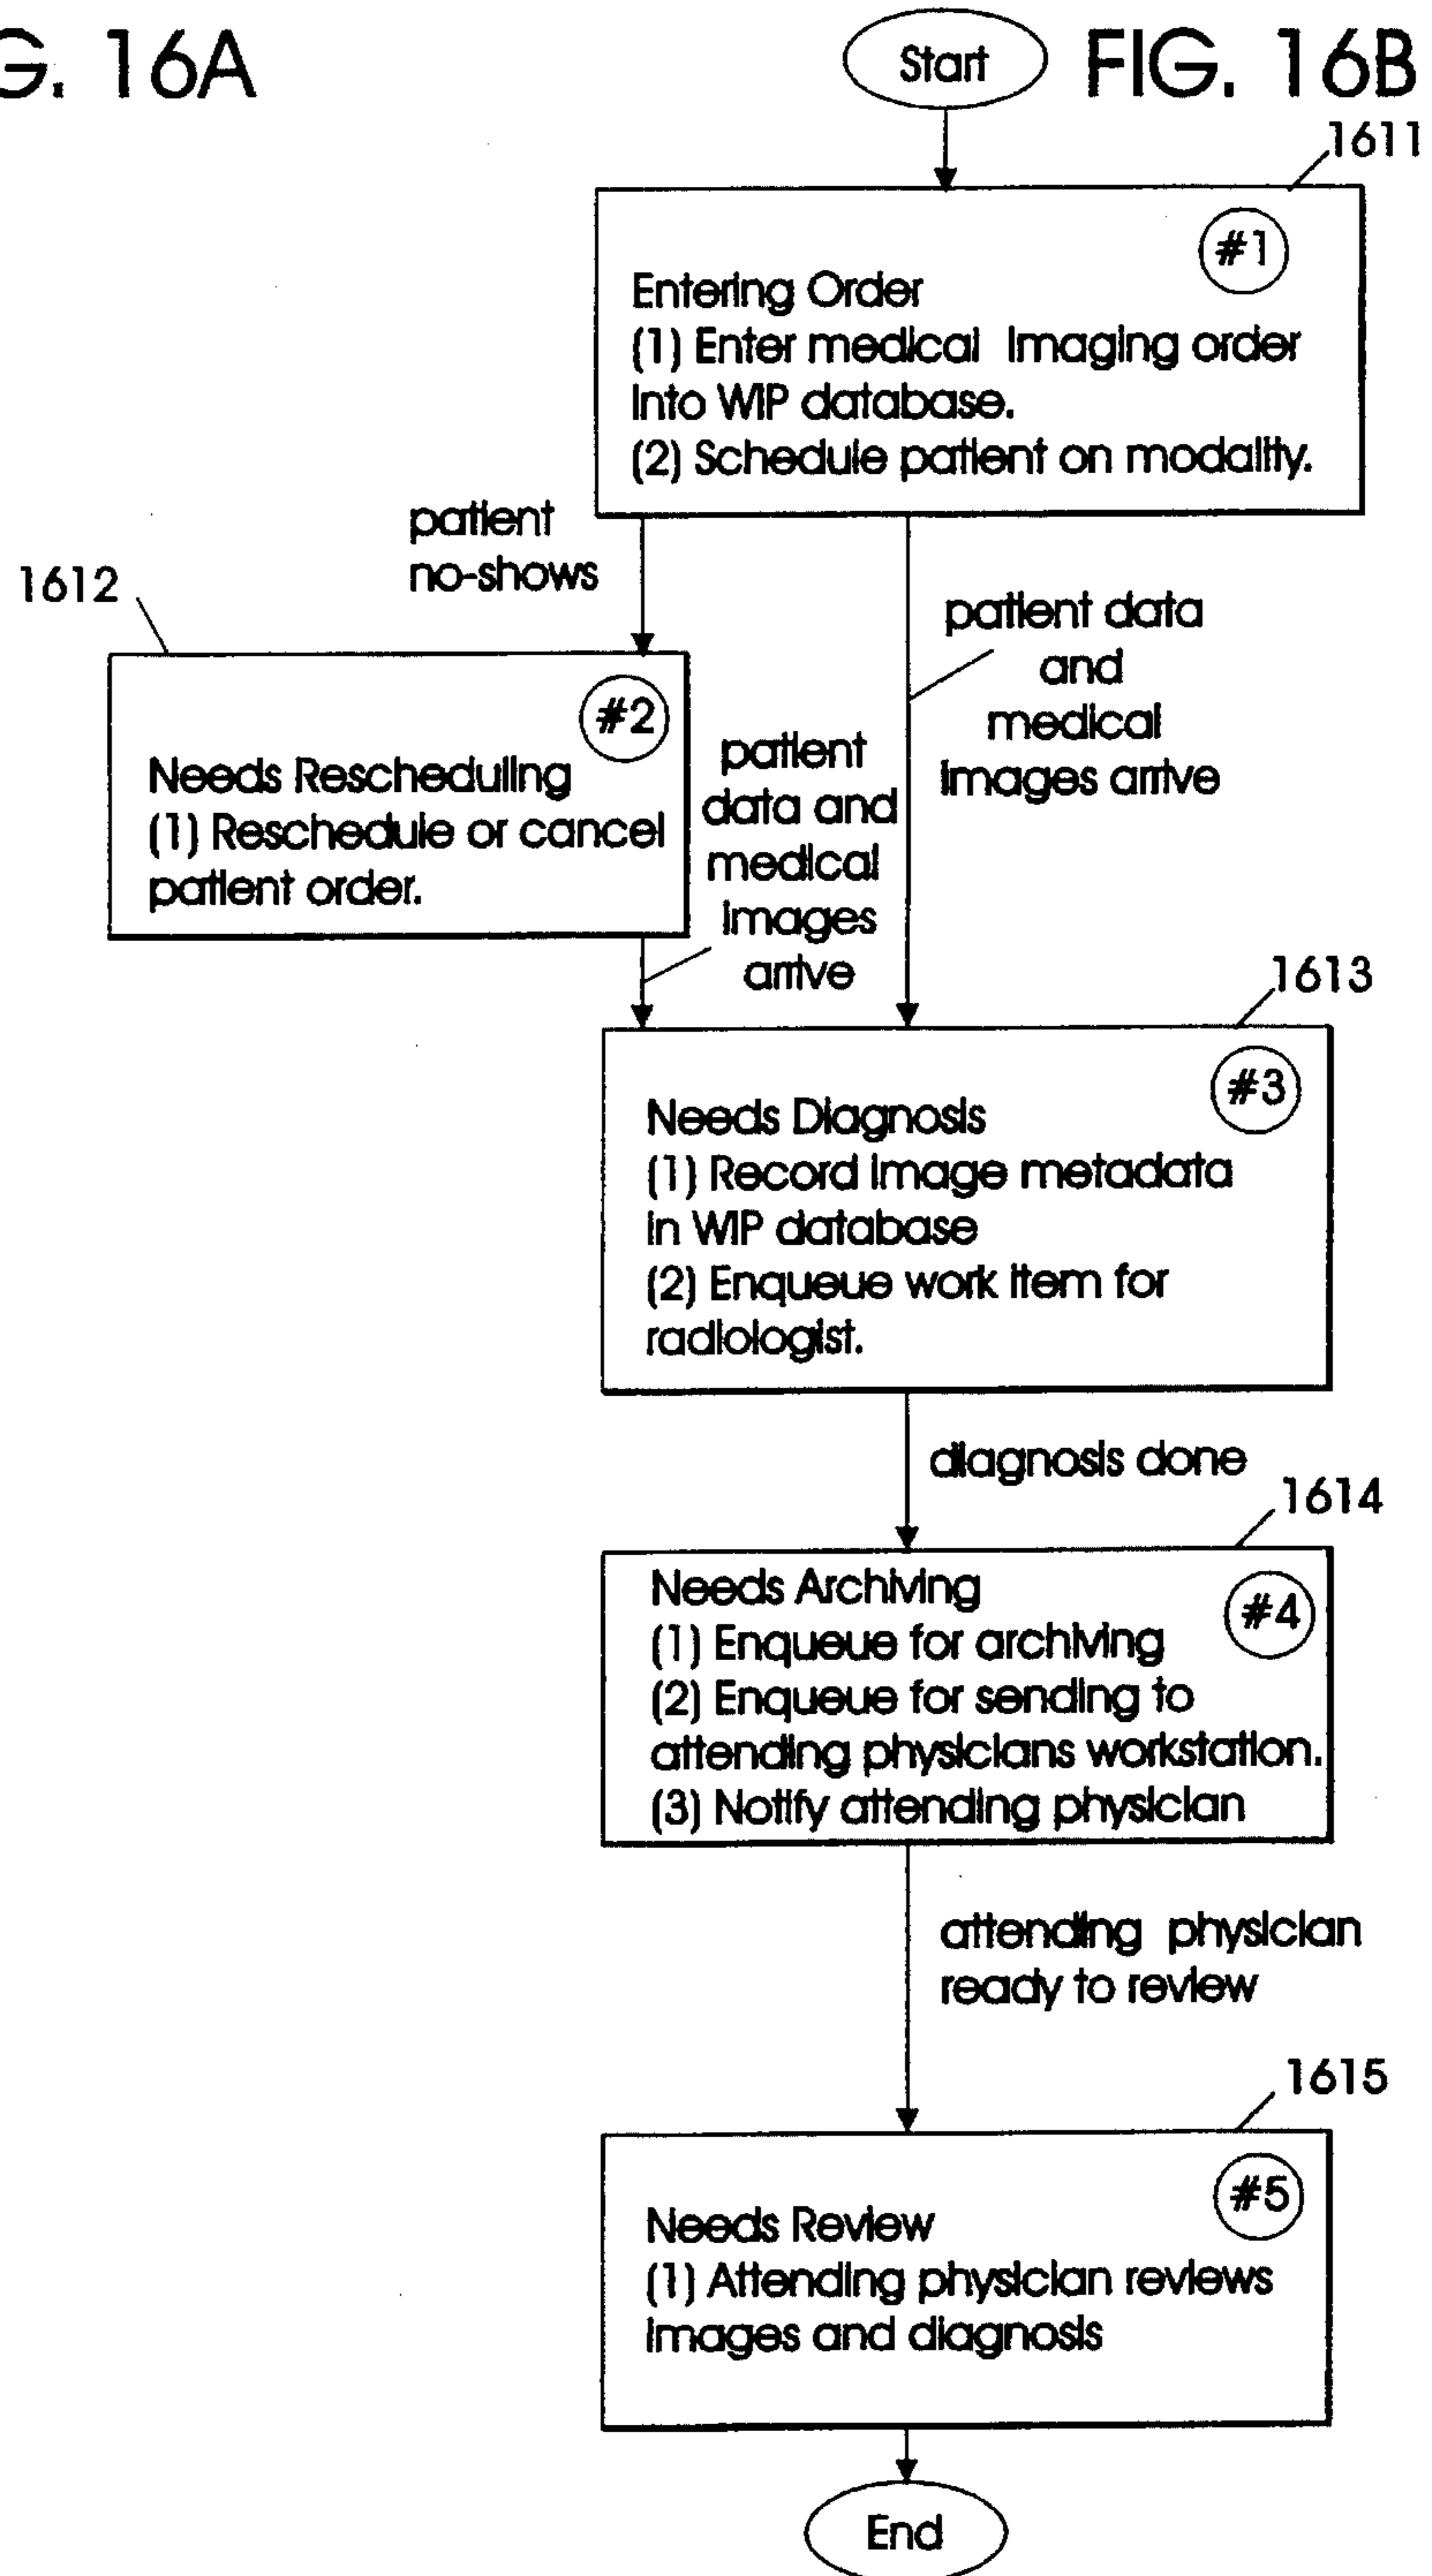 G. 16A
Start
FIG. 16B
1611
#1
Entering Order
(1) Enter medical Imaging order
Into WIP database.
(2) Schedule patient on modality.
patient
no-shows
1612
patient data
and
medical
Images arrive
#2
Needs Rescheduling
(1) Reschedule or cancel
patient order.
patient
data and
medical
Images
arrive
1613
#3
Needs Diagnosis
(1) Record Image metadata
In WIP database
(2) Enqueue work Item for
radiologist.
diagnosis done
1614
Needs Archiving
#4
(1) Enqueue for archiving
(2) Enqueue for sending to
attending physicians workstation.
(3) Notify attending physician
attending physician
ready to review
1615
#5
Needs Review
(1) Attending physician reviews
Images and diagnosis
End